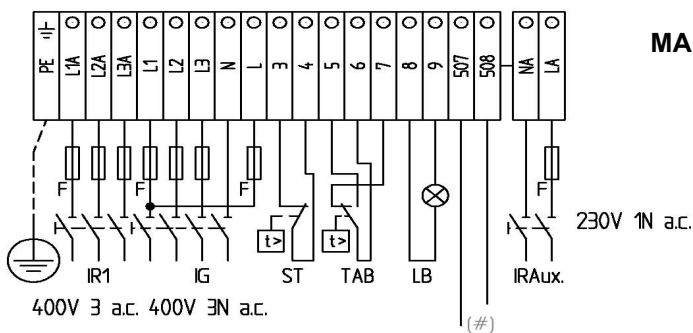 MA
PE L1A L2A L3A L1 L2 L3 N L 3 4 5 6 7 8 9 507 508 NA LA
F F F F
t> t>
230V 1N a.c.
IR1 IG ST TAB LB IRAux.
400V 3 a.c. 400V 3N a.c.
(#)